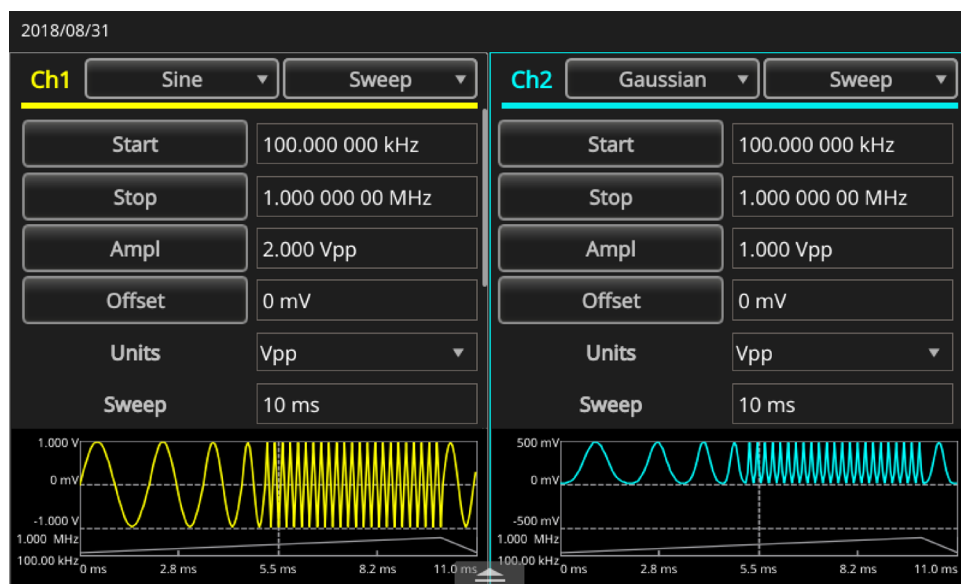 2018/08/31
Ch1 Sine Sweep
Start 100.000 000 kHz
Stop 1.000 000 00 MHz
Ampl 2.000 Vpp
Offset 0 mV
Units Vpp
Sweep 10 ms
1.000 V
0 mV
-1.000 V
1.000 MHz
100.00 kHz
0 ms 2.8 ms 5.5 ms 8.2 ms 11.0 ms
Ch2 Gaussian Sweep
Start 100.000 000 kHz
Stop 1.000 000 00 MHz
Ampl 1.000 Vpp
Offset 0 mV
Units Vpp
Sweep 10 ms
500 mV
0 mV
-500 mV
1.000 MHz
100.00 kHz
0 ms 2.8 ms 5.5 ms 8.2 ms 11.0 ms